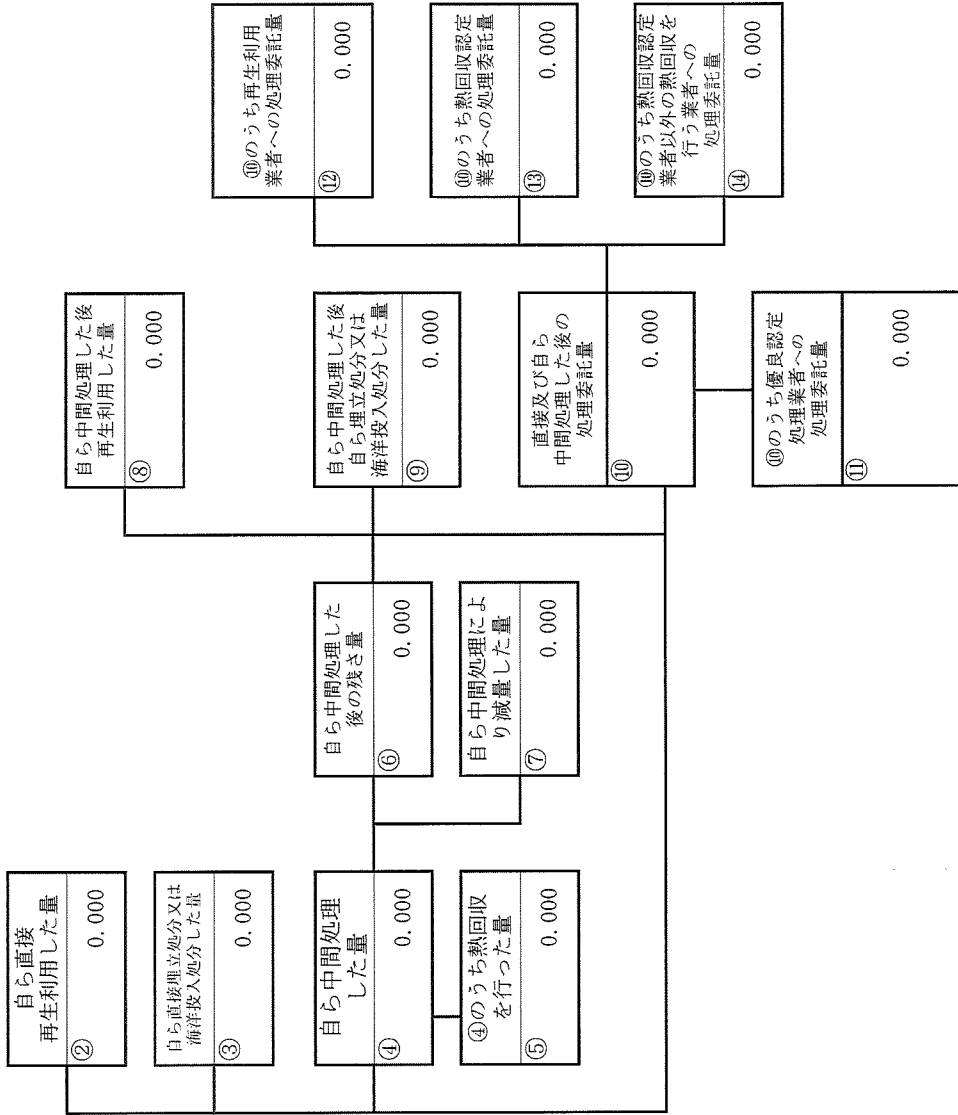 自ら直接
再生利用した量
②
0.000
自ら直接埋立処分又は
海洋投入処分した量
③
0.000
自ら中間処理
した量
④
0.000
④のうち熱回収
を行った量
⑤
0.000
自ら中間処理した
後の残さ量
⑥
0.000
自ら中間処理によ
り減量した量
⑦
0.000
自ら中間処理した後
再生利用した量
⑧
0.000
自ら中間処理した後
自ら埋立処分又は
海洋投入処分した量
⑨
0.000
直接及び自ら
中間処理した後の
処理委託量
⑩
0.000
⑩のうち優良認定
処理業者への
処理委託量
⑪
0.000
⑩のうち再生利用
業者への処理委託量
⑫
0.000
⑩のうち熱回収認定
業者への処理委託量
⑬
0.000
⑩のうち熱回収認定
業者以外の熱回収を
行う業者への
処理委託量
⑭
0.000